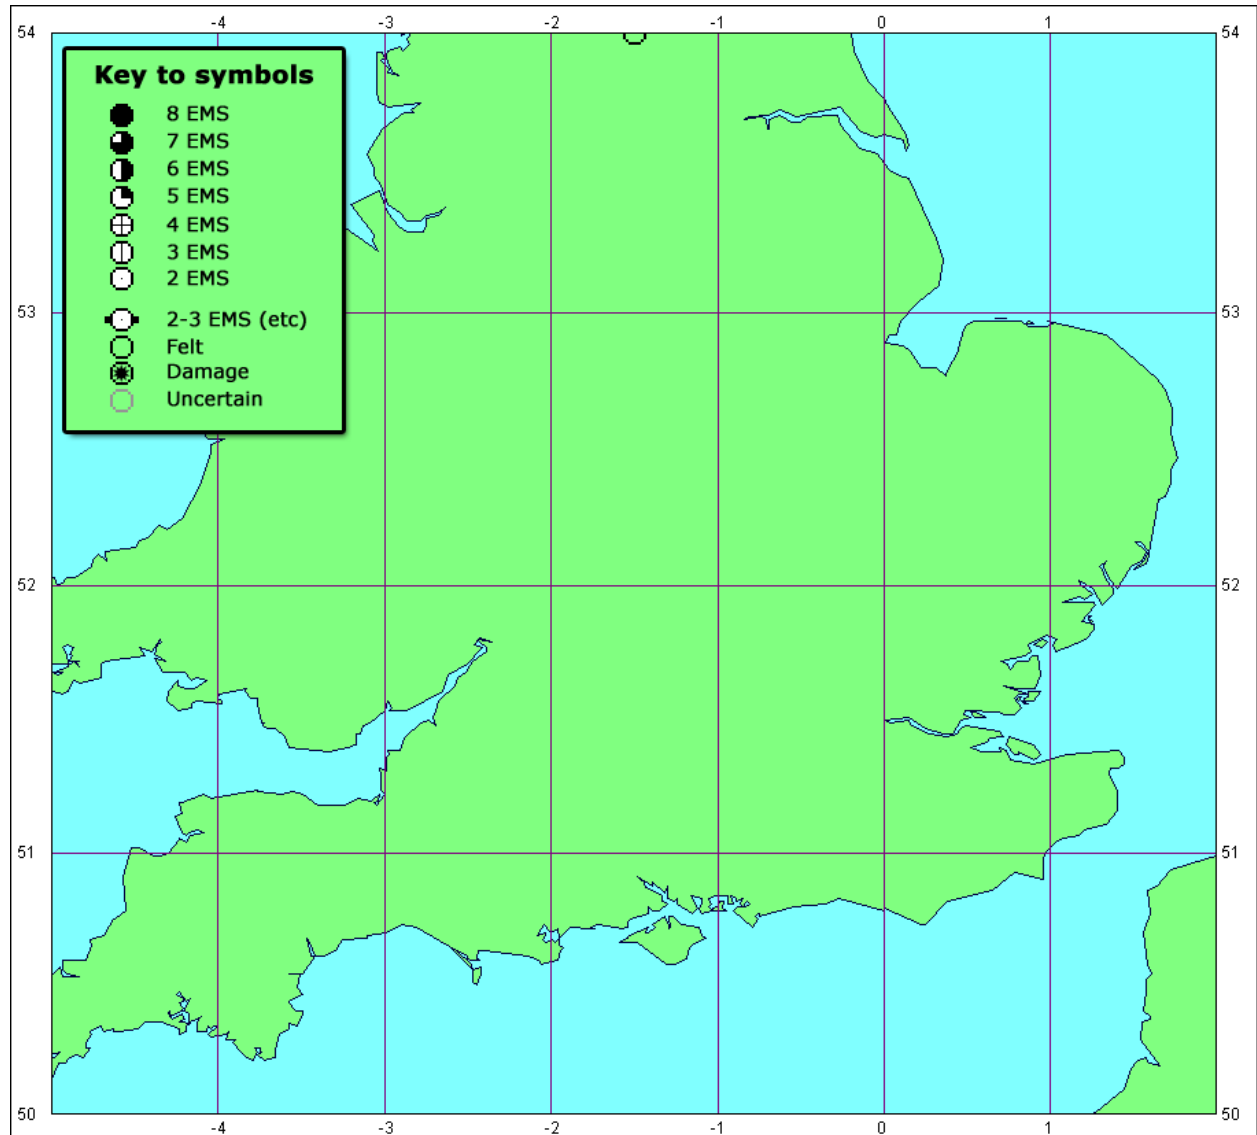 -4 -3 -2 -1 0 1
54 54
Key to symbols
8 EMS
7 EMS
6 EMS
5 EMS
4 EMS
3 EMS
2 EMS
53 53
2-3 EMS (etc)
Felt
Damage
Uncertain
52 52
51 51
50 50
-4 -3 -2 -1 0 1